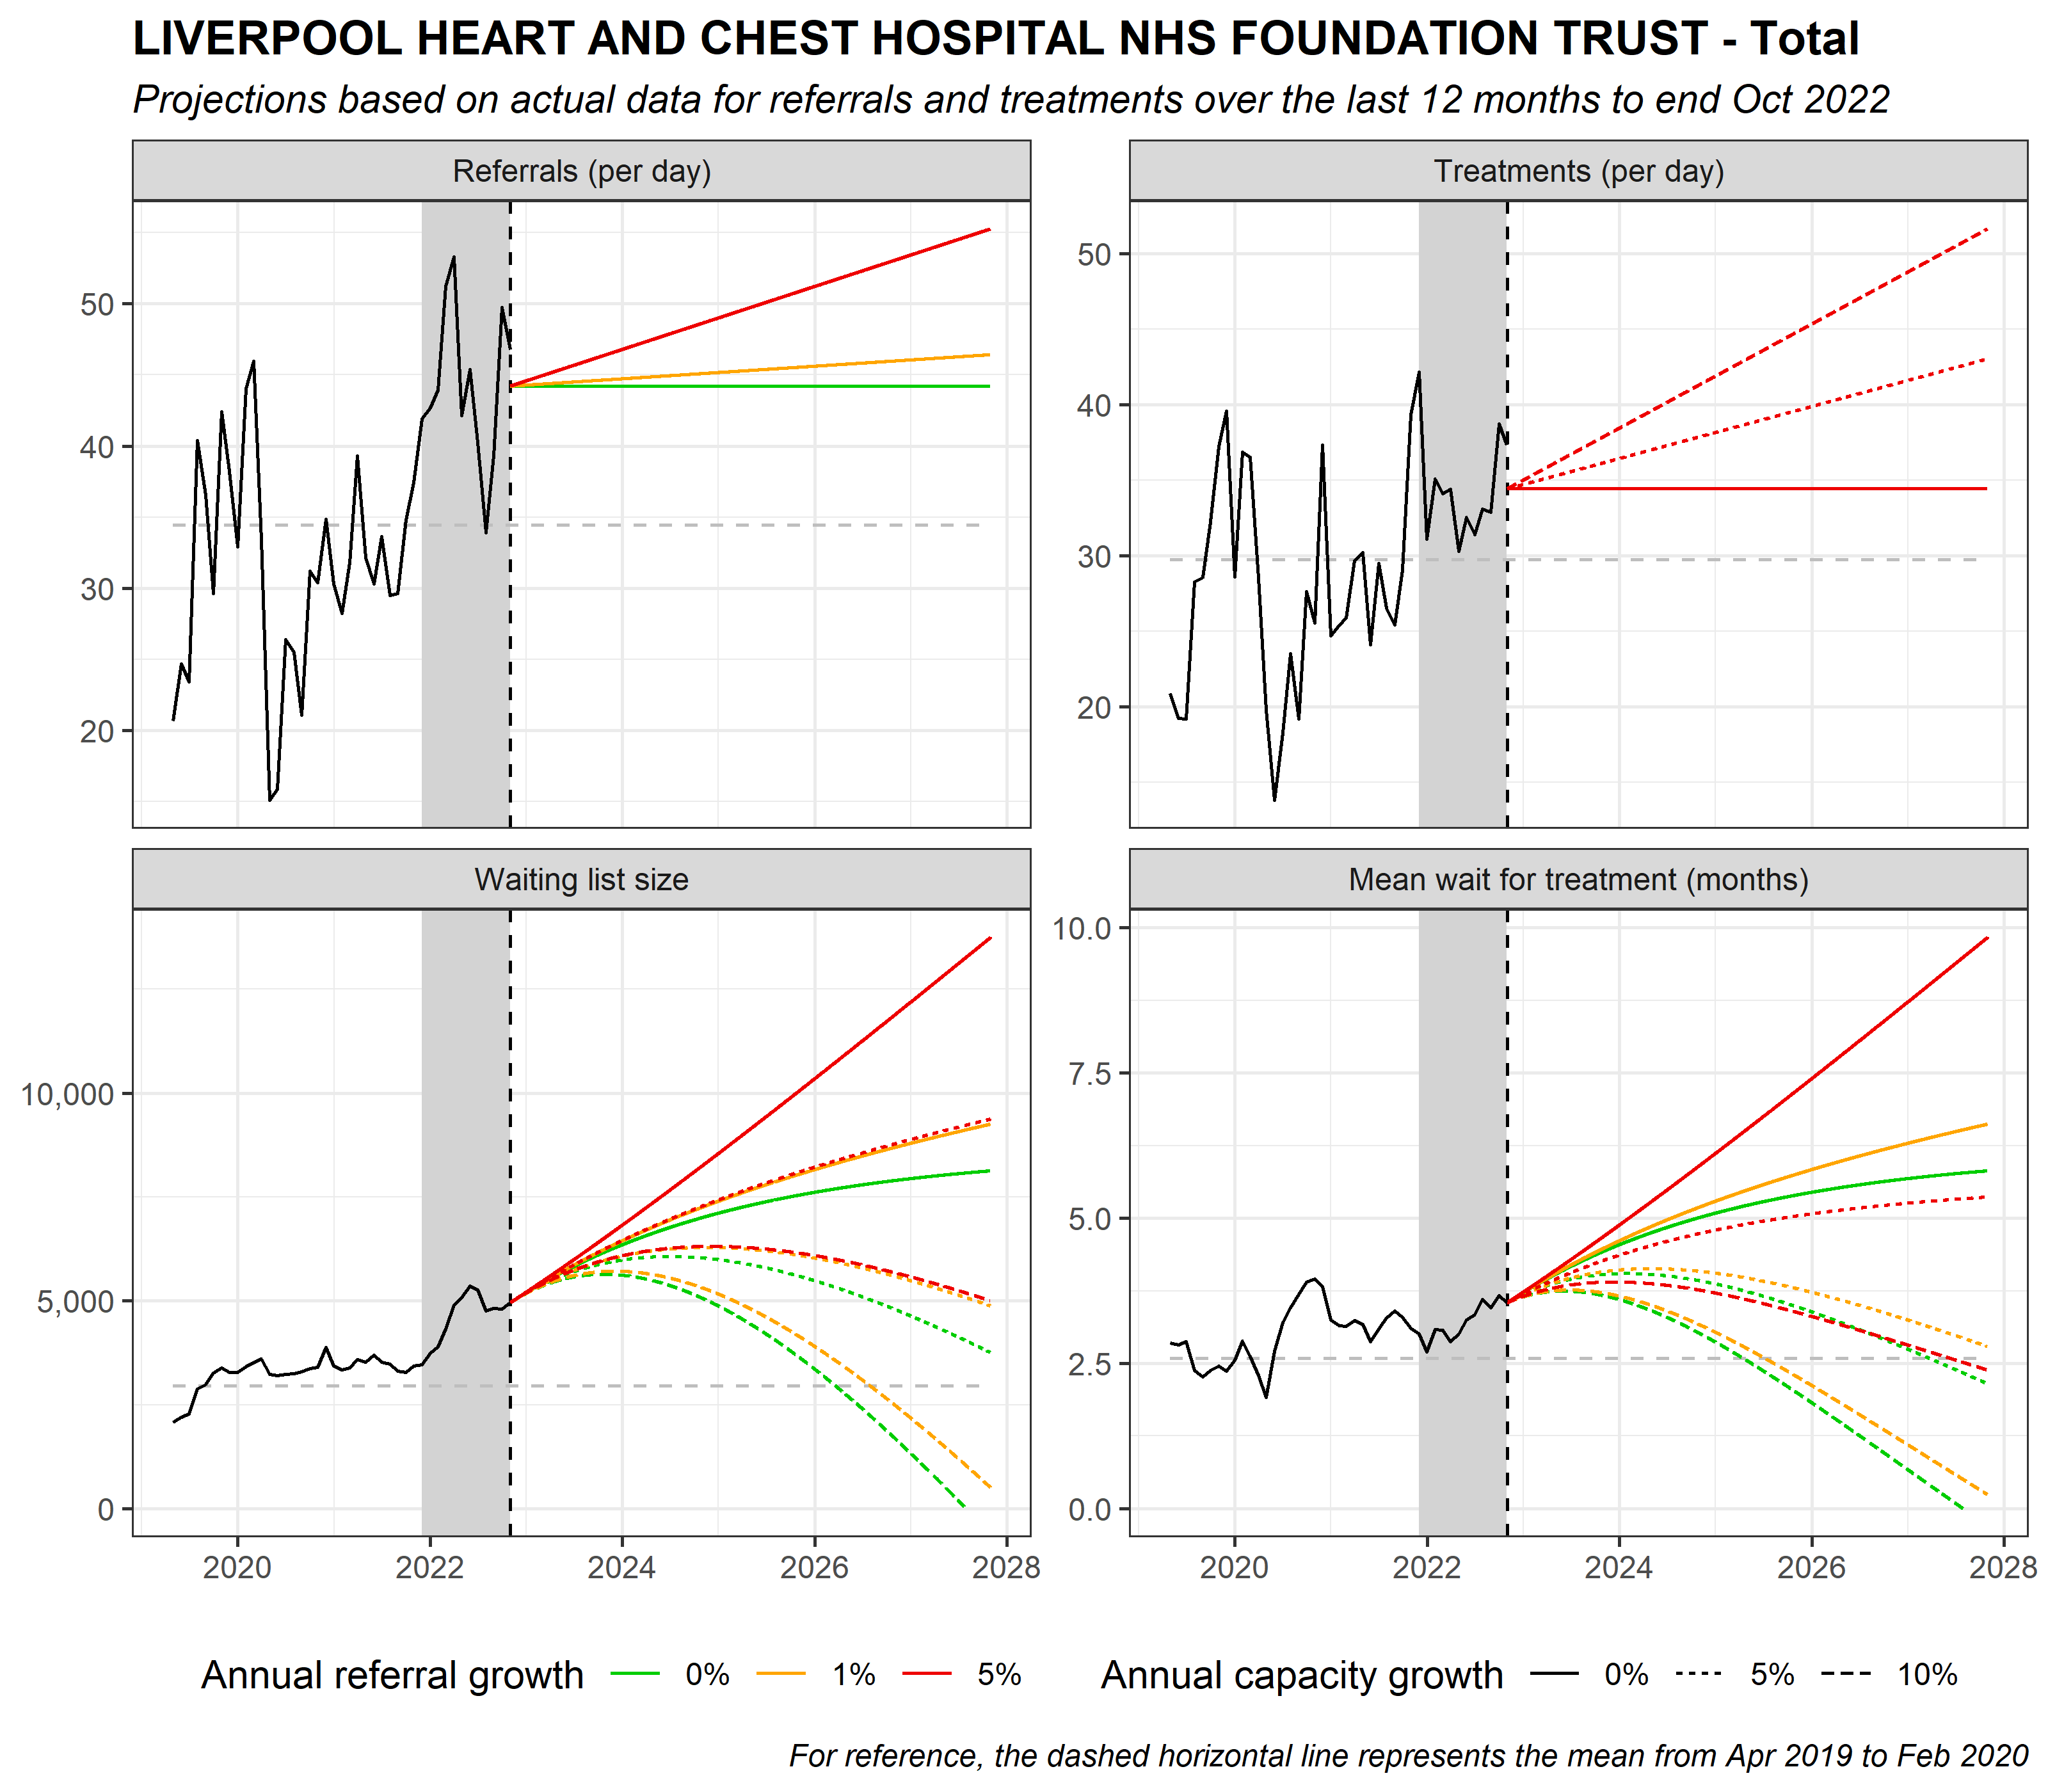 LIVERPOOL HEART AND CHEST HOSPITAL NHS FOUNDATION TRUST - Total
Projections based on actual data for referrals and treatments over the last 12 months to end Oct 2022
Referrals (per day)
50
40
30
20
Treatments (per day)
50
40
30
20
Waiting list size
10,000
5,000
0
2020 2022 2024 2026 2028
Mean wait for treatment (months)
10.0
7.5
5.0
2.5
0.0
2020 2022 2024 2026 2028
Annual referral growth 0% 1% 5%
Annual capacity growth 0% 5% 10%
For reference, the dashed horizontal line represents the mean from Apr 2019 to Feb 2020